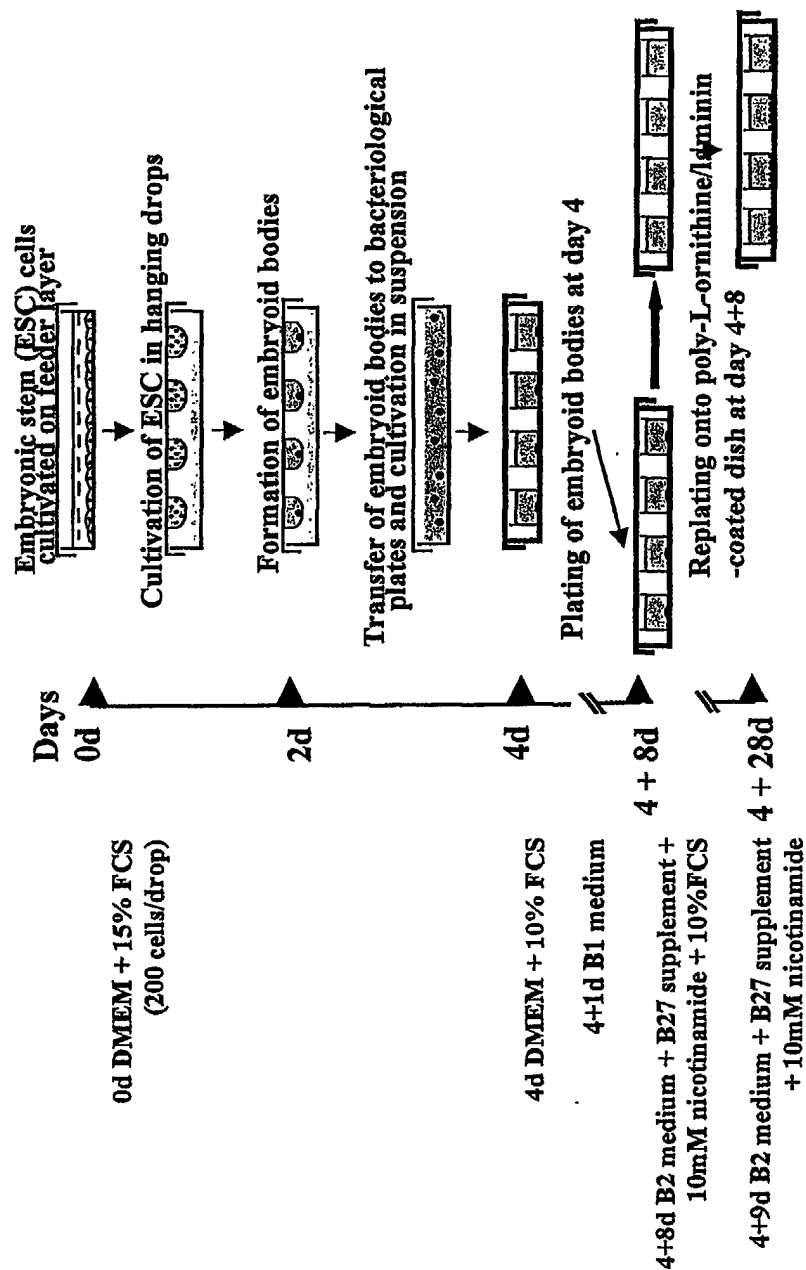 Embryonic stem (ESC) cells
cultivated on feeder layer
Cultivation of ESC in hanging drops
Formation of embryoid bodies
Transfer of embryoid bodies to bacteriological
plates and cultivation in suspension
Plating of embryoid bodies at day 4
Replating onto poly-L-ornithine/laminin
-coated dish at day 4+8
Days
0d
2d
4d
4 + 8d
4 + 28d
0d DMEM + 15% FCS
(200 cells/drop)
4d DMEM + 10% FCS
4+1d B1 medium
4+8d B2 medium + B27 supplement +
10mM nicotinamide + 10%FCS
4+9d B2 medium + B27 supplement
+ 10mM nicotinamide